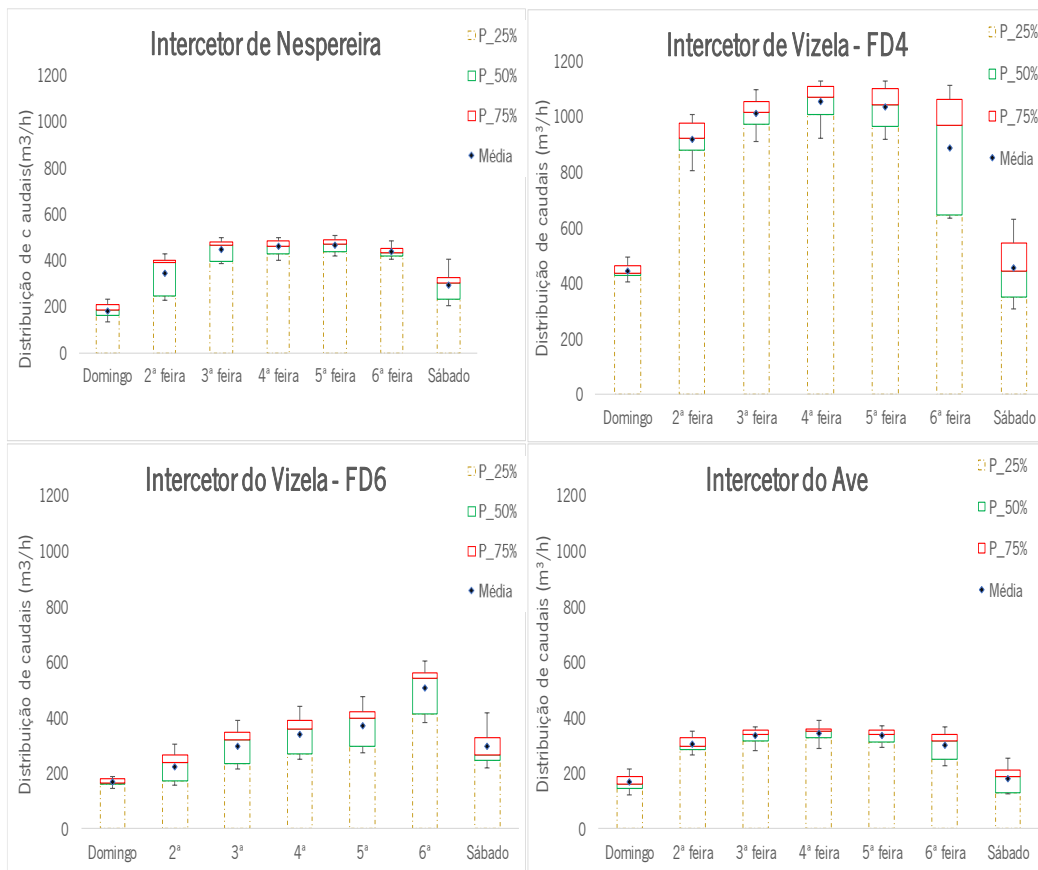 Intercetor de Nespereira
P_25%
P_50%
P_75%
Média
Distribuição de c audais(m3/h)
1200
1000
800
600
400
200
0
Domingo 2ª feira 3ª feira 4ª feira 5ª feira 6ª feira Sábado
Intercetor de Vizela - FD4
P_25%
P_50%
P_75%
Média
Distribuição de caudais (m³/h)
1200
1000
800
600
400
200
0
Domingo 2ª feira 3ª feira 4ª feira 5ª feira 6ª feira Sábado
Intercetor do Vizela - FD6
P_25%
P_50%
P_75%
Média
Distribuição de caudais (m3/h)
1200
1000
800
600
400
200
0
Domingo 2ª 3ª 4ª 5ª 6ª Sábado
Intercetor do Ave
P_25%
P_50%
P_75%
Média
Distribuição de caudais (m³/h)
1200
1000
800
600
400
200
0
Domingo 2ª feira 3ª feira 4ª feira 5ª feira 6ª feira Sábado